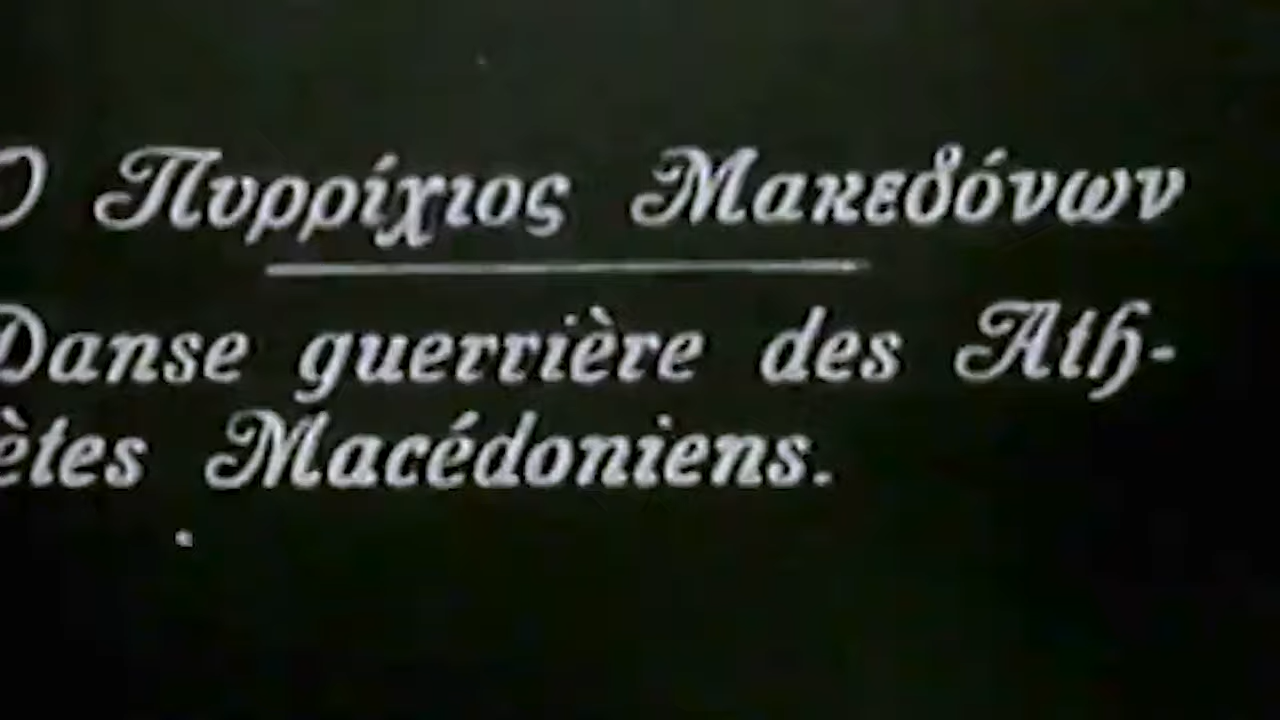 Ο Πυρρίχιος Μακεδόνων
Danse guerrière des Ath-
ètes Macédoniens.